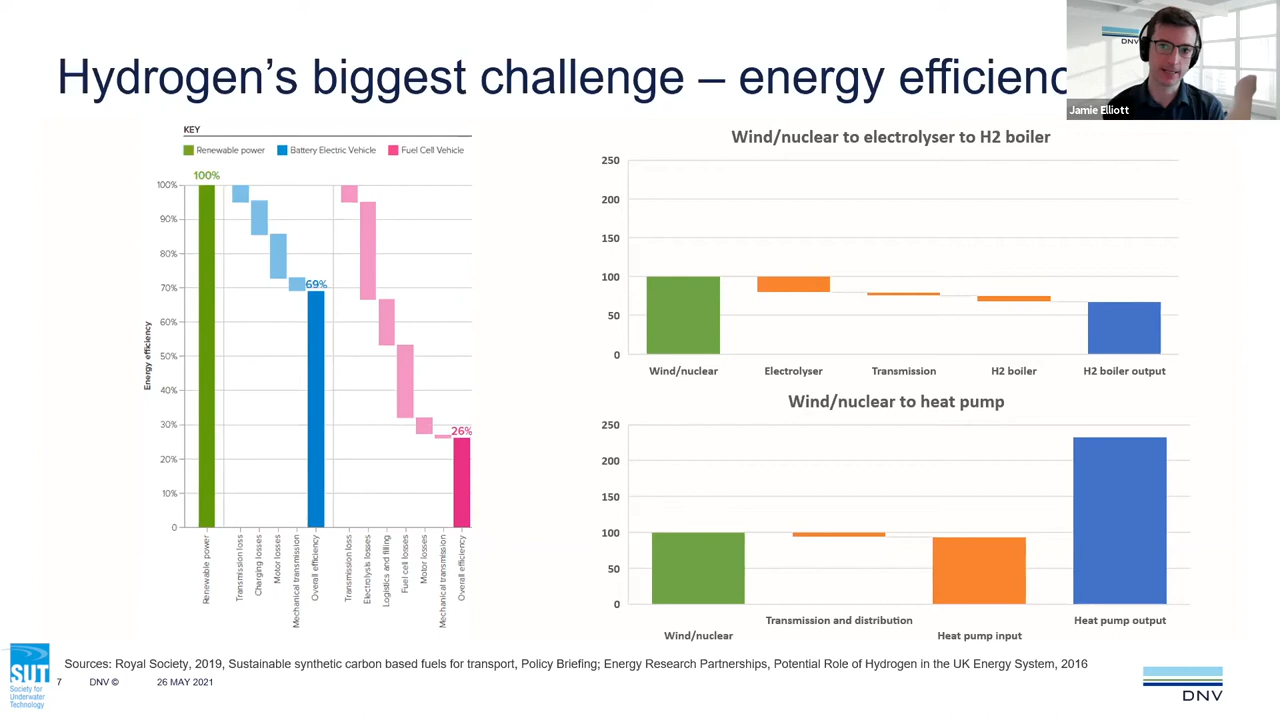 Hydrogen's biggest challenge – energy efficienc
DNV
Jamie Elliott
KEY
Renewable power
Battery Electric Vehicle
Fuel Cell Vehicle
100%
100%
90%
80%
70%
60%
50%
40%
30%
20%
10%
0
Energy efficiency
69%
26%
Renewable power
Transmission loss
Charging losses
Motor losses
Mechanical transmission
Overall efficiency
Transmission loss
Electrolysis losses
Logistics and filling
Fuel cell losses
Motor losses
Mechanical transmission
Overall efficiency
Wind/nuclear to electrolyser to H2 boiler
250
200
150
100
50
0
Wind/nuclear
Electrolyser
Transmission
H2 boiler
H2 boiler output
Wind/nuclear to heat pump
250
200
150
100
50
0
Wind/nuclear
Transmission and distribution
Heat pump input
Heat pump output
Sources: Royal Society, 2019, Sustainable synthetic carbon based fuels for transport, Policy Briefing; Energy Research Partnerships, Potential Role of Hydrogen in the UK Energy System, 2016
SUT
Society for
Underwater
Technology
7 DNV © 26 MAY 2021
DNV